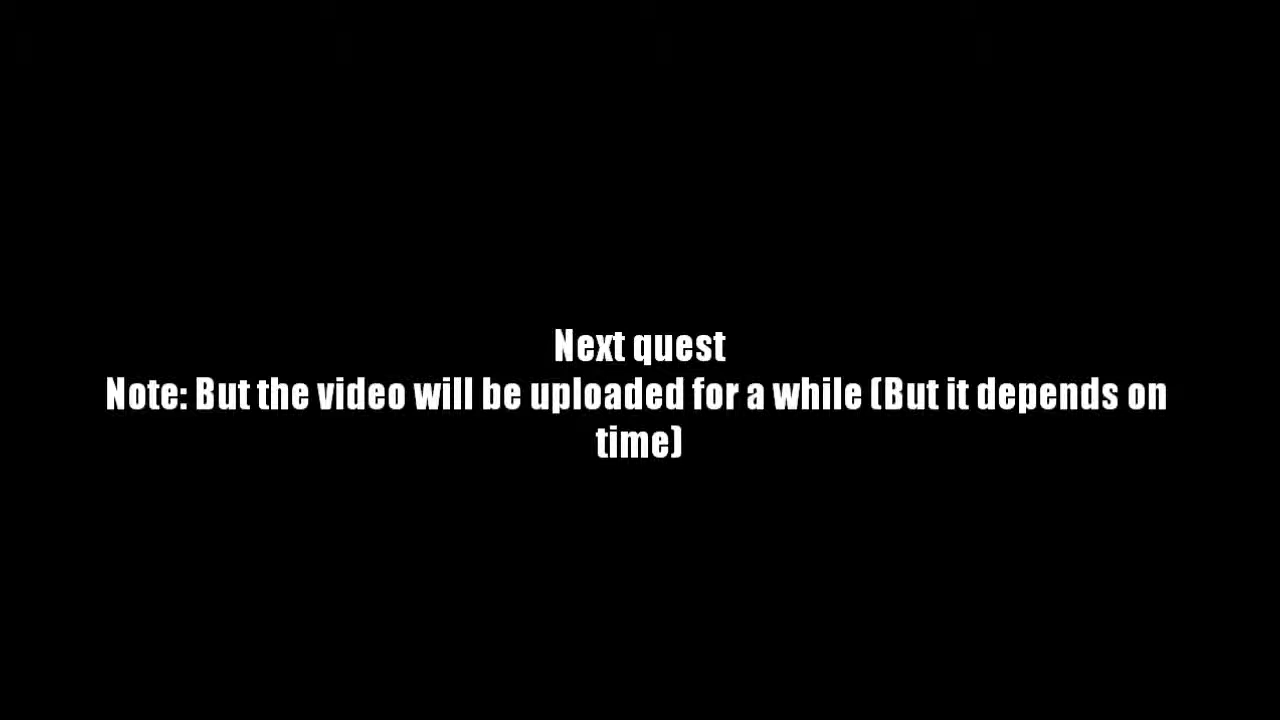 Next quest
Note: But the video will be uploaded for a while (But it depends on
time)